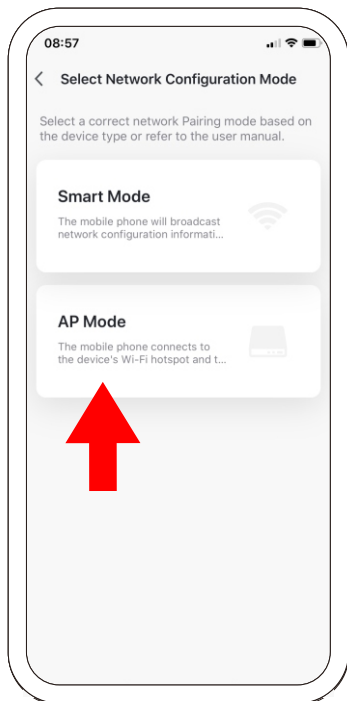 08:57
Select Network Configuration Mode
Select a correct network Pairing mode based on
the device type or refer to the user manual.
Smart Mode
The mobile phone will broadcast
network configuration informati...
AP Mode
The mobile phone connects to
the device's Wi-Fi hotspot and t...